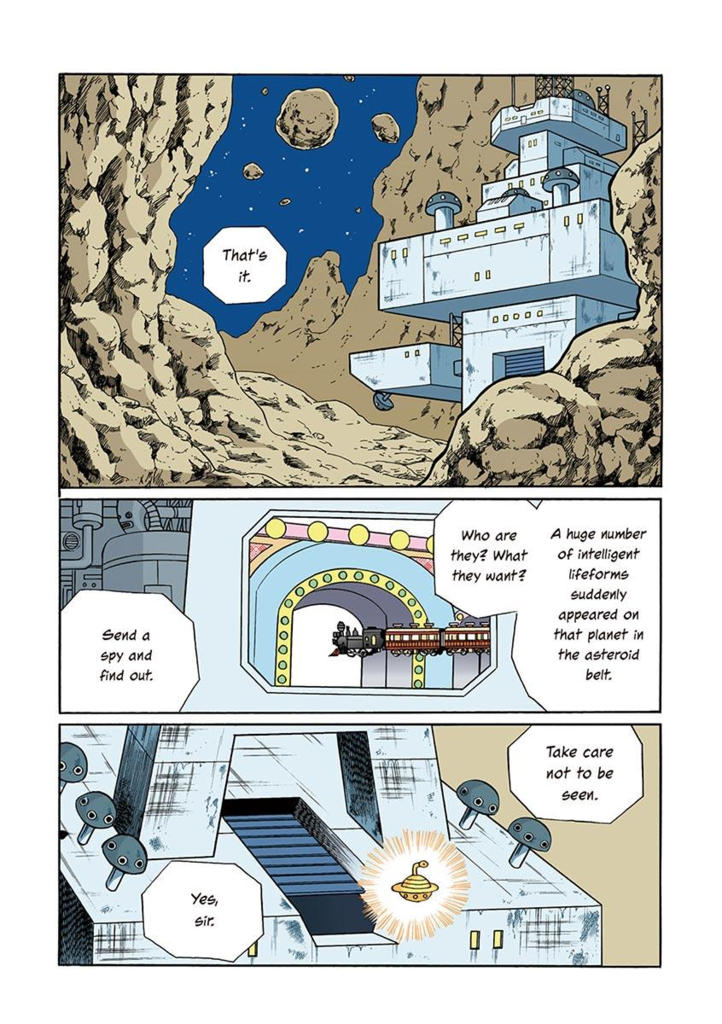 That's
it.
A huge number
of intelligent
lifeforms
suddenly
appeared on
that planet in
the asteroid
belt.
Who are
they? What
they want?
Send a
spy and
find out.
Take care
not to be
seen.
Yes,
sir.